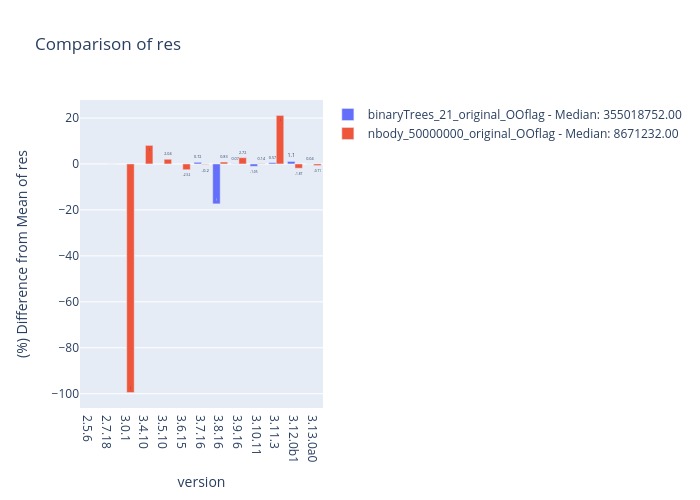 Comparison of res
binaryTrees_21_original_OOflag - Median: 355018752.00
nbody_50000000_original_OOflag - Median: 8671232.00
(%) Difference from Mean of res
20
0
−20
−40
−60
−80
−100
1.1
2.5.6
2.7.18
3.0.1
3.4.10
3.5.10
3.6.15
3.7.16
3.8.16
3.9.16
3.10.11
3.11.3
3.12.0b1
3.13.0a0
version